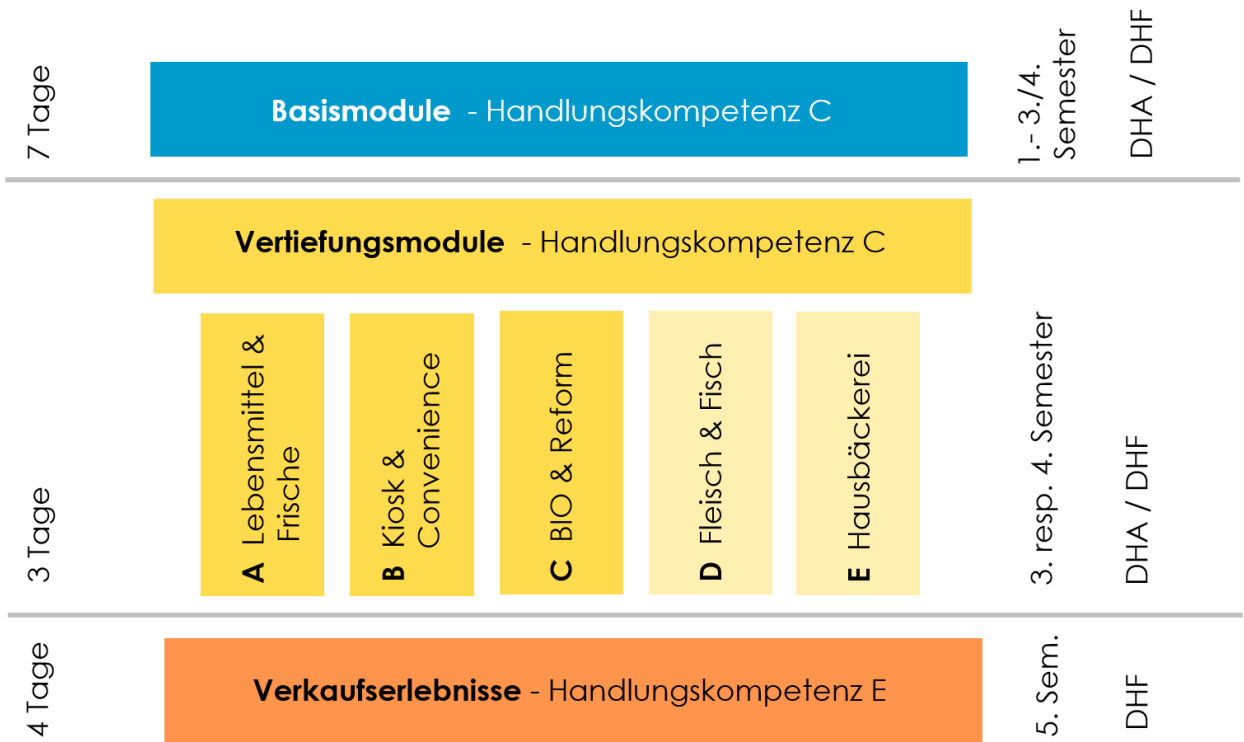 7 Tage
Basismodule - Handlungskompetenz C
1.- 3./4.
Semester
DHA / DHF
Vertiefungsmodule - Handlungskompetenz C
3 Tage
A Lebensmittel &
Frische
B Kiosk &
Convenience
C BIO & Reform
D Fleisch & Fisch
E Hausbäckerei
3. resp. 4. Semester
DHA / DHF
4 Tage
Verkaufserlebnisse - Handlungskompetenz E
5. Sem.
DHF